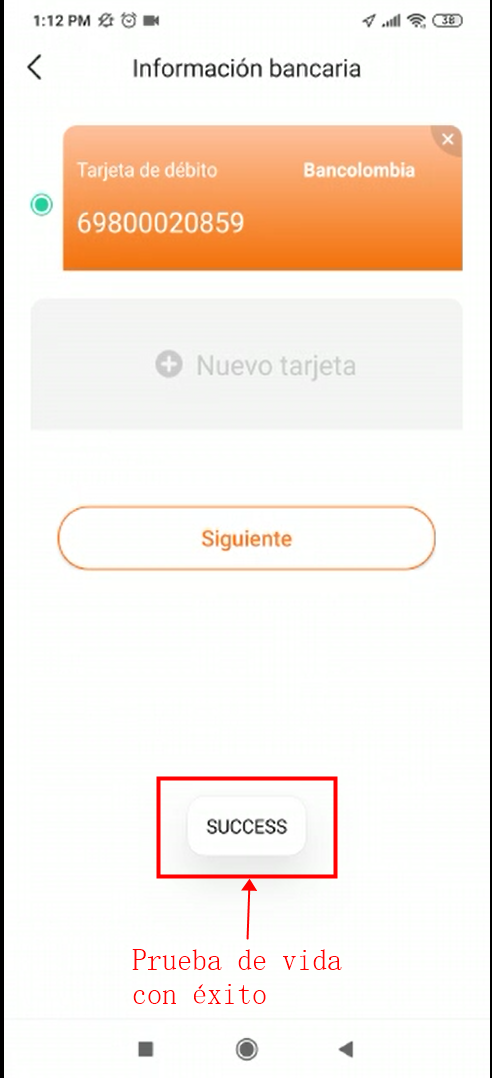 1:12 PM 38
Información bancaria
Tarjeta de débito Bancolombia
69800020859
Nuevo tarjeta
Siguiente
SUCCESS
Prueba de vida
con éxito